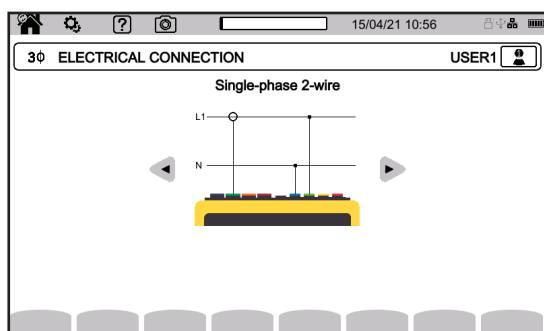 ?
15/04/21 10:56
3ϕ ELECTRICAL CONNECTION
USER1
Single-phase 2-wire
L1
N